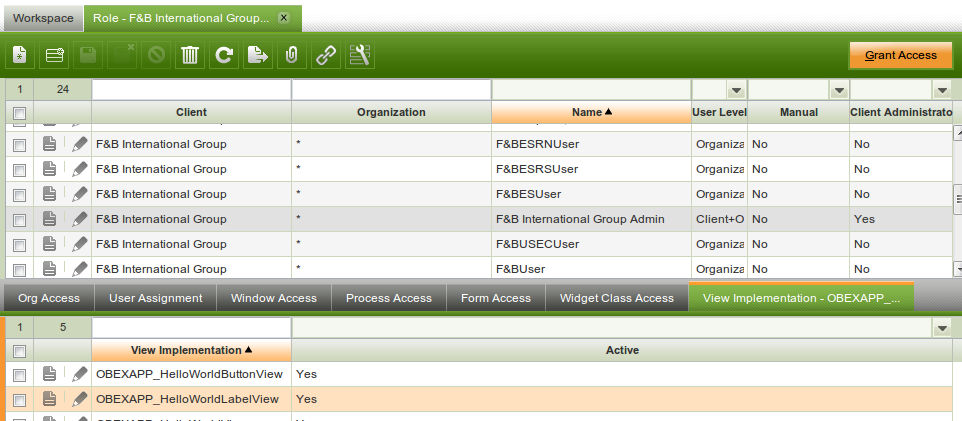 Workspace Role - F&B International Group... x
Grant Access
1 24
Client Organization Name User Level Manual Client Administrato
F&B International Group * F&BESRNUser Organiza No No
F&B International Group * F&BESRSUser Organiza No No
F&B International Group * F&BESUser Organiza No No
F&B International Group * F&B International Group Admin Client+O No Yes
F&B International Group * F&BUSECUser Organiza No No
F&B International Group * F&BUser Organiza No No
Org Access User Assignment Window Access Process Access Form Access Widget Class Access View Implementation - OBEXAPP_...
1 5
View Implementation Active
OBEXAPP_HelloWorldButtonView Yes
OBEXAPP_HelloWorldLabelView Yes